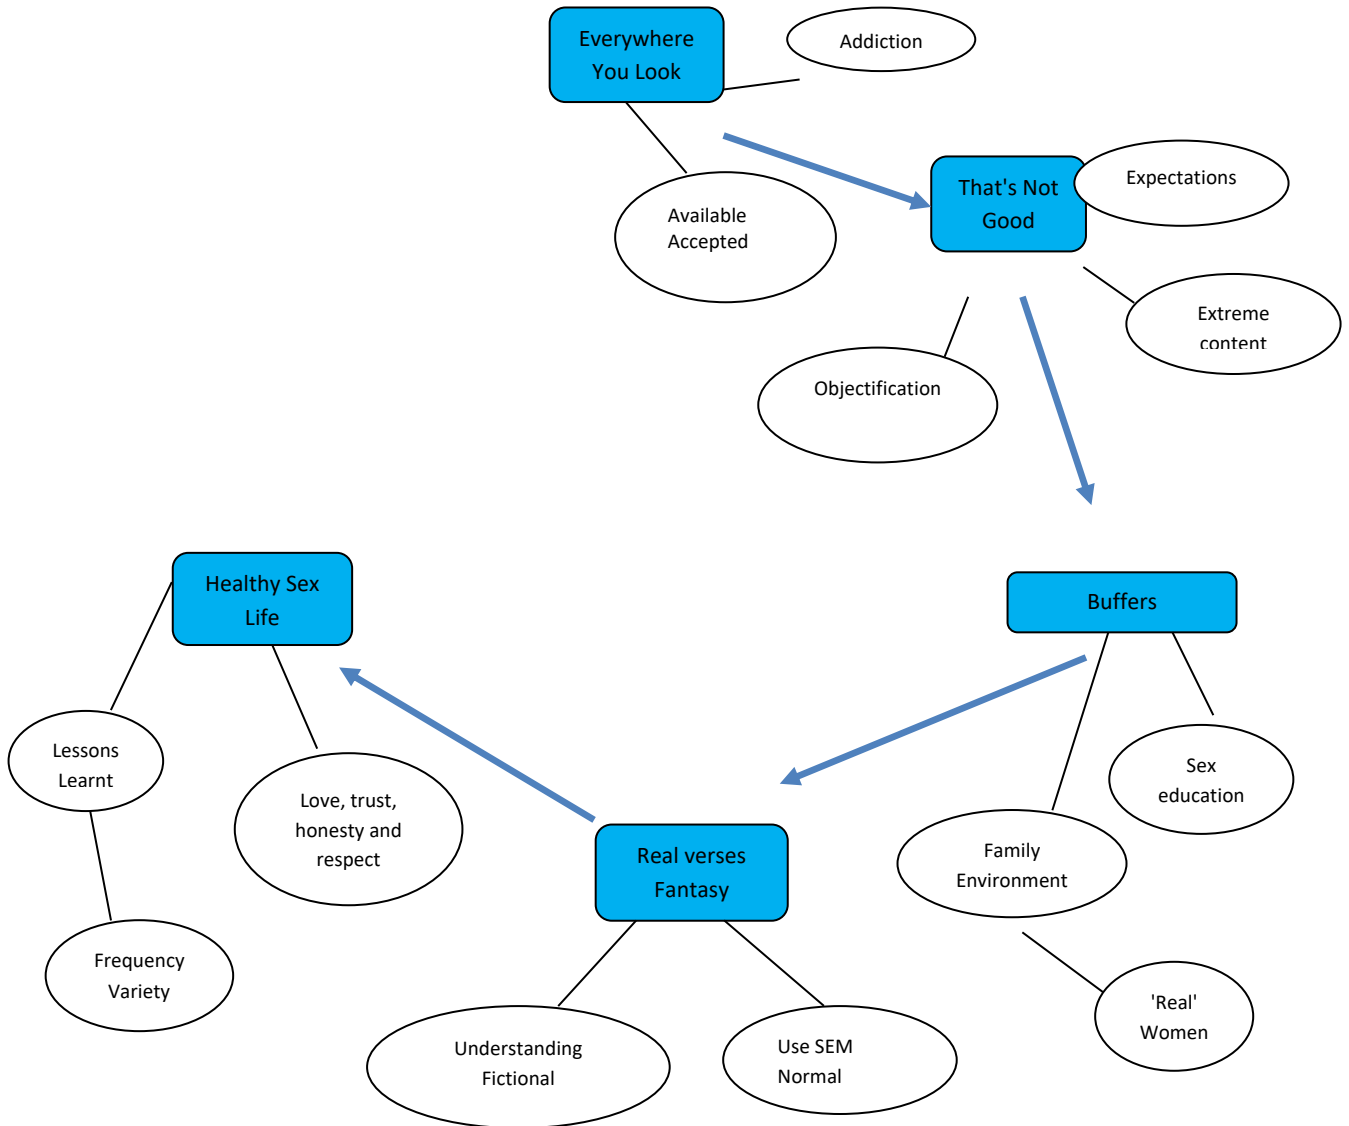 Everywhere
You Look
Addiction
Available
Accepted
That's Not
Good
Expectations
Extreme
content
Objectification
Buffers
Sex
education
Family
Environment
'Real'
Women
Real verses
Fantasy
Understanding
Fictional
Use SEM
Normal
Healthy Sex
Life
Lessons
Learnt
Love, trust,
honesty and
respect
Frequency
Variety